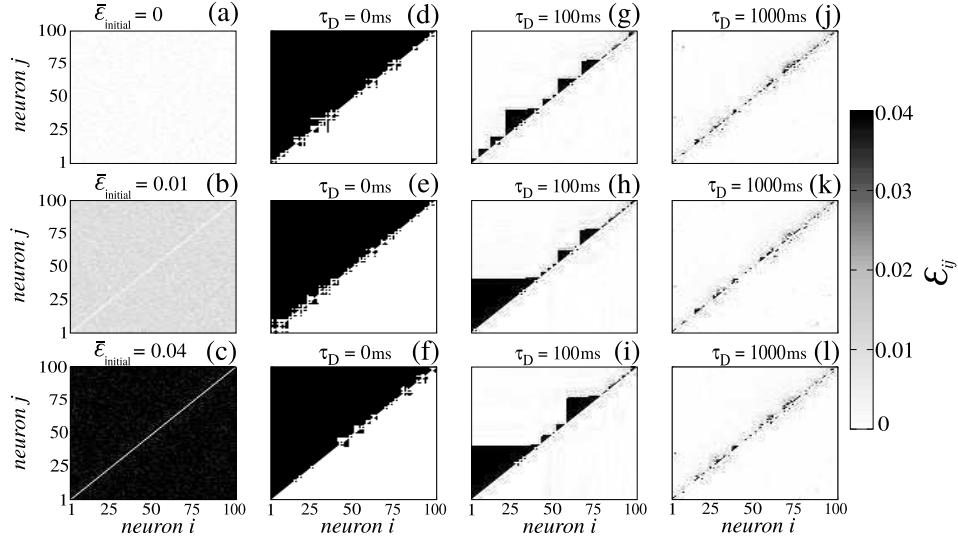 ε̄initial = 0 (a)
τD = 0ms (d)
τD = 100ms (g)
τD = 1000ms (j)
neuron j
100
75
50
25
1
ε̄initial = 0.01 (b)
τD = 0ms (e)
τD = 100ms (h)
τD = 1000ms (k)
neuron j
100
75
50
25
1
ε̄initial = 0.04 (c)
τD = 0ms (f)
τD = 100ms (i)
τD = 1000ms (l)
neuron j
100
75
50
25
1
1 25 50 75 100
1 25 50 75 100
1 25 50 75 100
1 25 50 75 100
neuron i
neuron i
neuron i
neuron i
0.04
0.03
0.02
0.01
0
εij